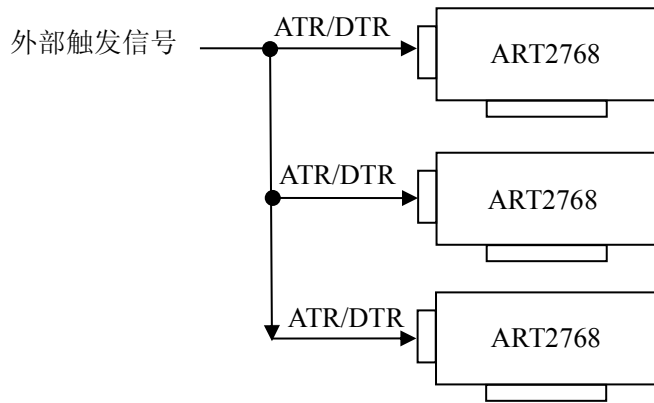 外部触发信号
ATR/DTR
ART2768
ATR/DTR
ART2768
ATR/DTR
ART2768